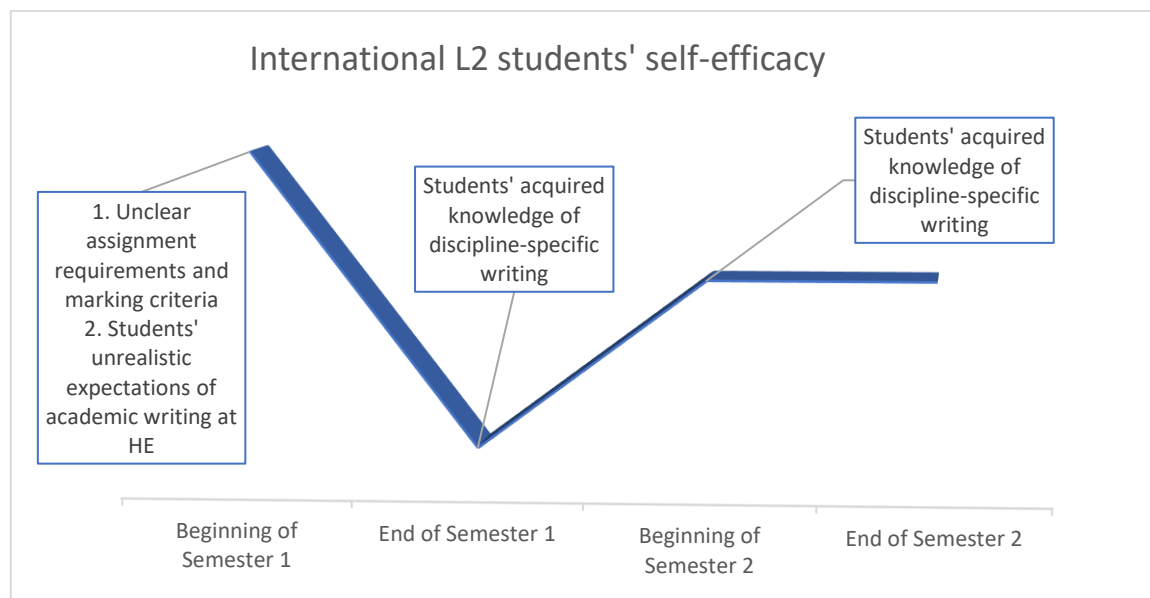 International L2 students' self-efficacy
1. Unclear
assignment
requirements and
marking criteria
2. Students'
unrealistic
expectations of
academic writing at
HE
Students' acquired
knowledge of
discipline-specific
writing
Students' acquired
knowledge of
discipline-specific
writing
Beginning of
Semester 1
End of Semester 1
Beginning of
Semester 2
End of Semester 2